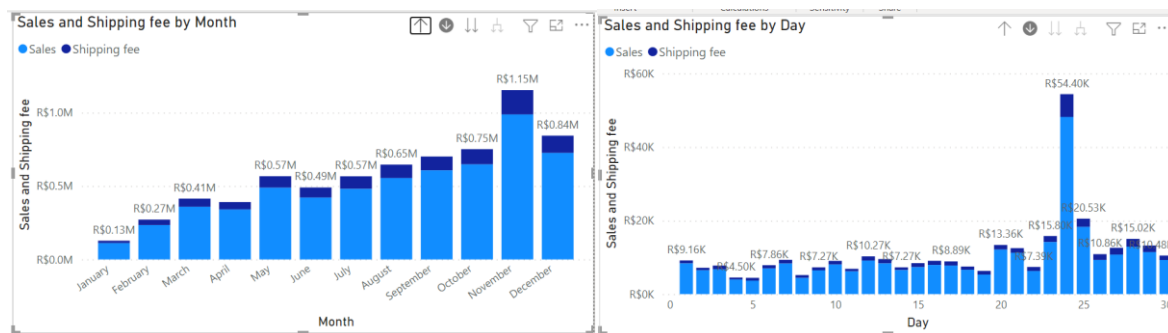 Sales and Shipping fee by Month
Sales Shipping fee
Sales and Shipping fee
R$1.0M
R$0.5M
R$0.0M
R$0.13M
R$0.27M
R$0.41M
R$0.57M
R$0.49M
R$0.57M
R$0.65M
R$0.75M
R$1.15M
R$0.84M
January
February
March
April
May
June
July
August
September
October
November
December
Month
Sensitivity
Share
Sales and Shipping fee by Day
Sales Shipping fee
Sales and Shipping fee
R$60K
R$40K
R$20K
R$0K
R$9.16K
R$4.50K
R$7.86K
R$7.27K
R$10.27K
R$7.27K
R$8.89K
R$13.36K
R$7.39K
R$54.40K
R$20.53K
R$10.86K
R$15.02K
0
5
10
15
20
25
30
Day